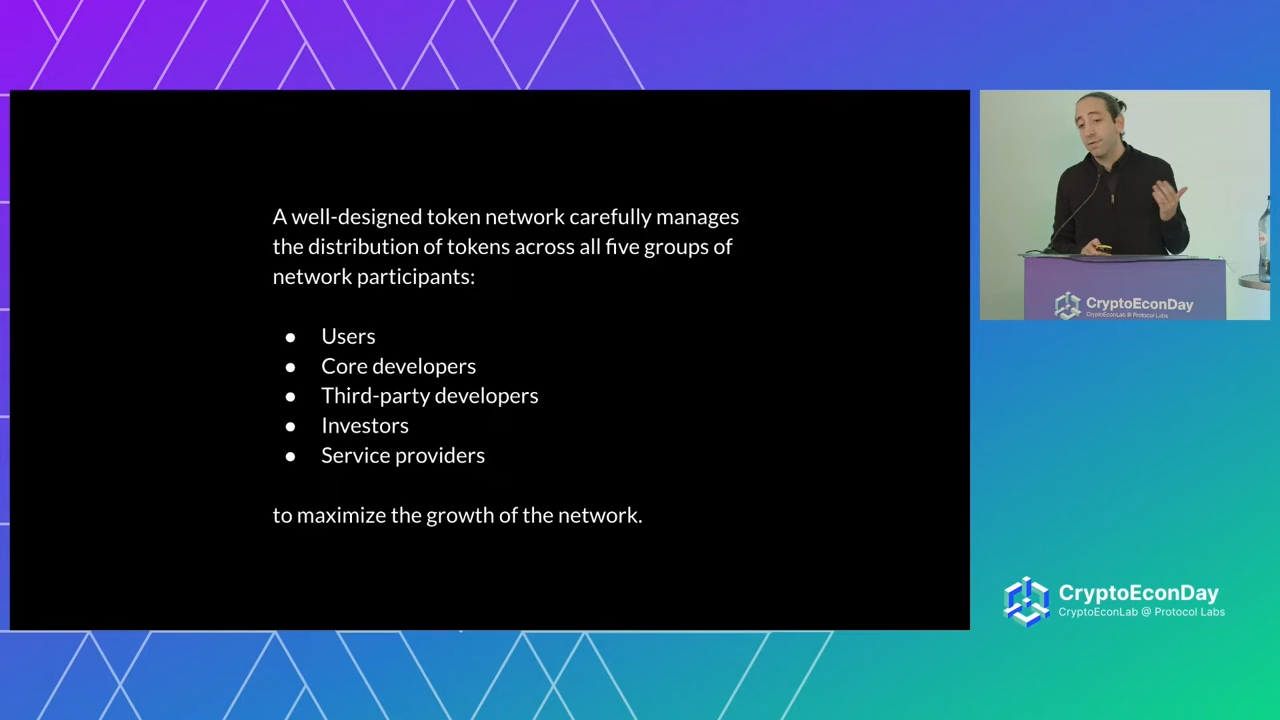 A well-designed token network carefully manages
the distribution of tokens across all five groups of
network participants:
● Users
● Core developers
● Third-party developers
● Investors
● Service providers
to maximize the growth of the network.
CryptoEconDay
CryptoEconLab @ Protocol Labs
CryptoEconDay
CryptoEconLab @ Protocol Labs